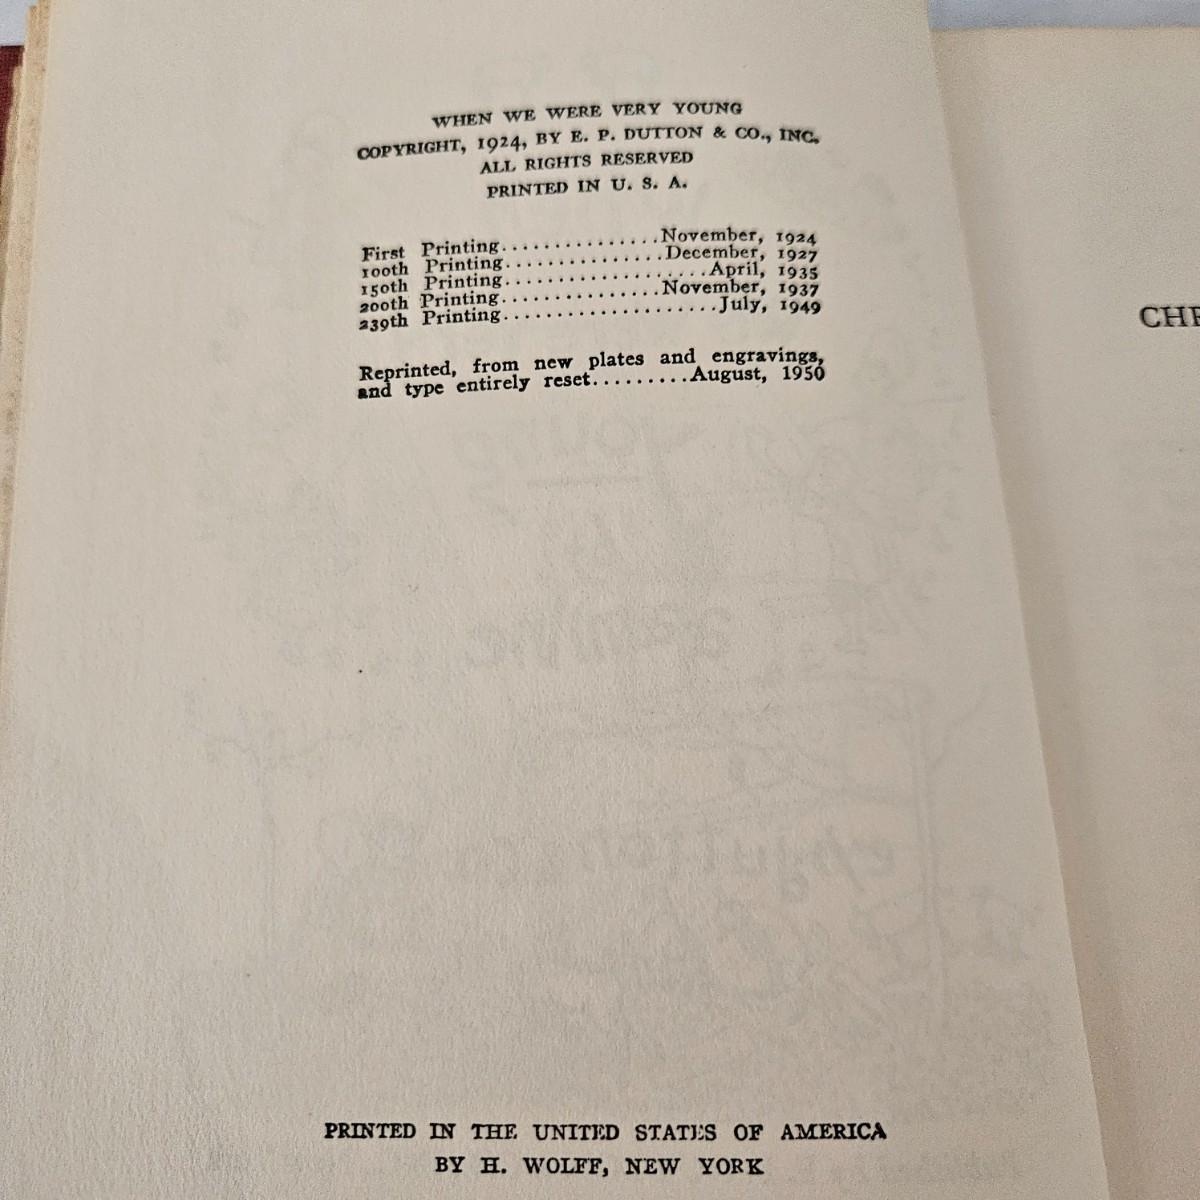 WHEN WE WERE VERY YOUNG
COPYRIGHT, 1924, BY E. P. DUTTON & CO., INC.
ALL RIGHTS RESERVED
PRINTED IN U. S. A.
First Printing...............November, 1924
100th Printing...............December, 1927
150th Printing...................April, 1935
200th Printing...............November, 1937
239th Printing....................July, 1949
Reprinted, from new plates and engravings,
and type entirely reset.........August, 1950
CHR
PRINTED IN THE UNITED STATES OF AMERICA
BY H. WOLFF, NEW YORK